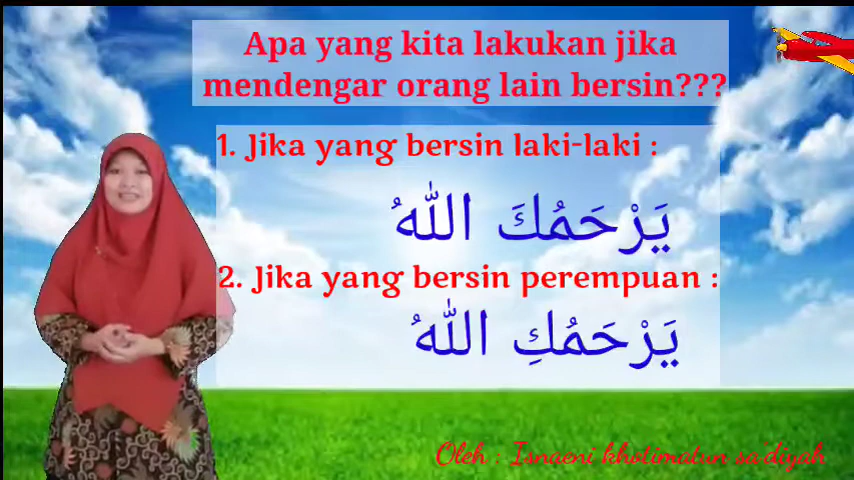 Apa yang kita lakukan jika
mendengar orang lain bersin???
1. Jika yang bersin laki-laki :
يَرْحَمُكَ اللّٰهُ
2. Jika yang bersin perempuan :
يَرْحَمُكِ اللّٰهُ
Oleh : Isnaeni khotimatun sa'diyah